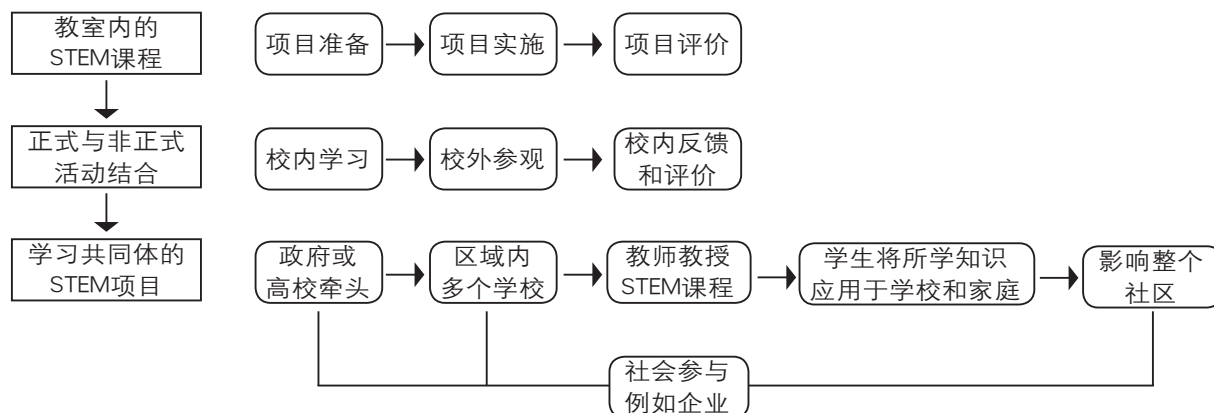 教室内的
STEM课程
项目准备
项目实施
项目评价
正式与非正式
活动结合
校内学习
校外参观
校内反馈
和评价
学习共同体的
STEM项目
政府或
高校牵头
区域内
多个学校
教师教授
STEM课程
学生将所学知识
应用于学校和家庭
影响整个
社区
社会参与
例如企业